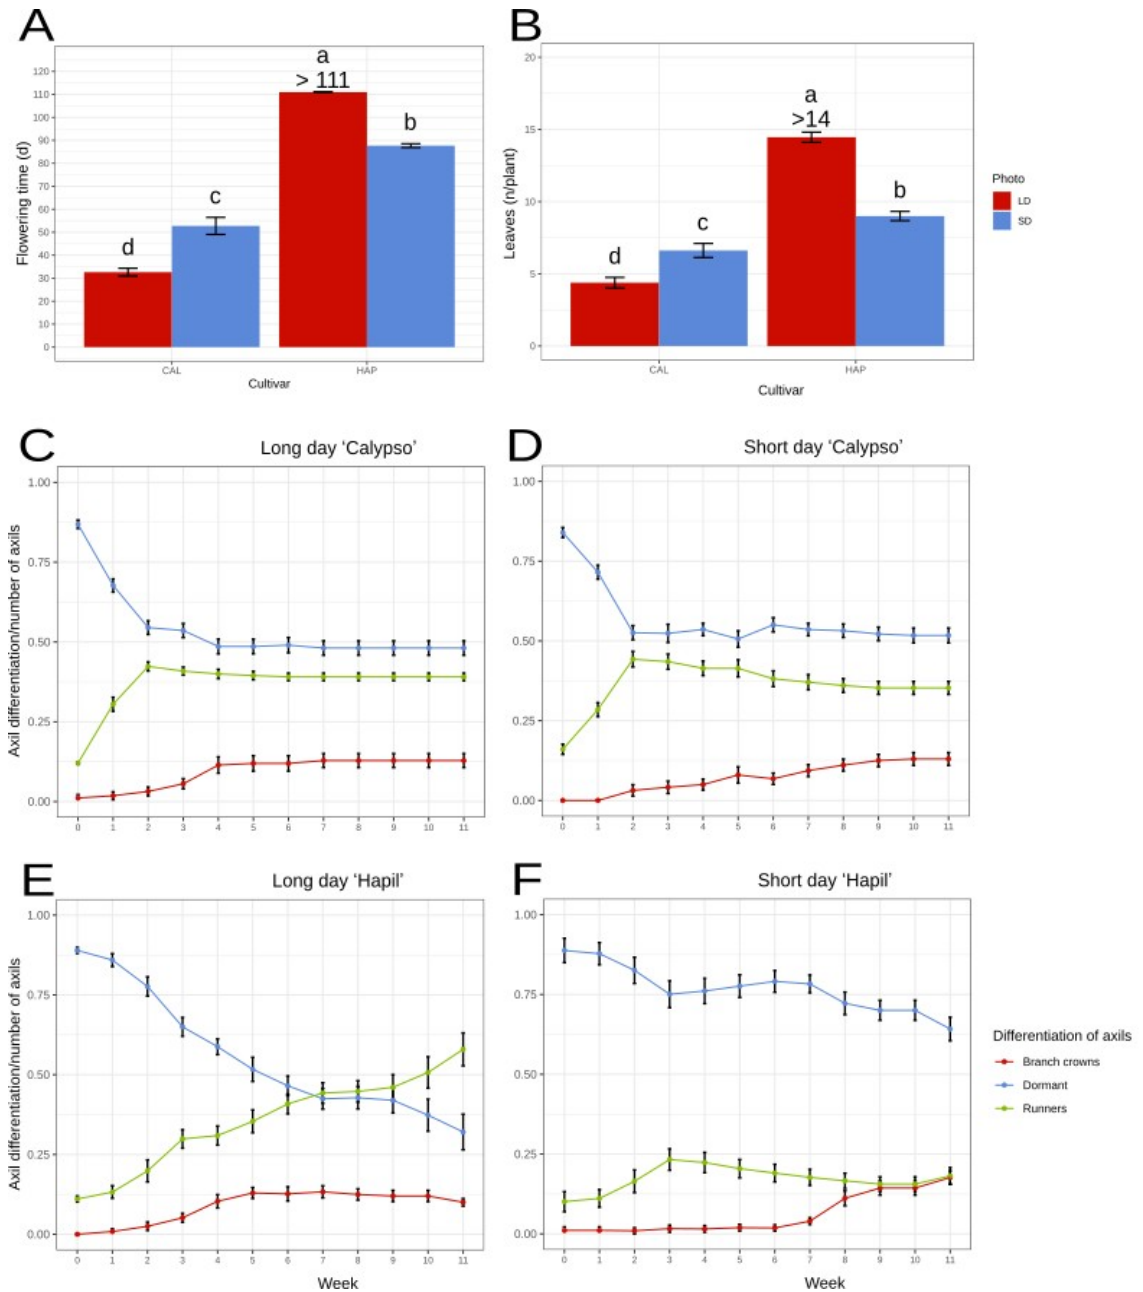 A
Flowering time (d)
120
110
100
90
80
70
60
50
40
30
20
10
0
d
c
a
> 111
b
CAL
HAP
Cultivar
B
Leaves (n/plant)
20
15
10
5
0
d
c
a
>14
b
CAL
HAP
Cultivar
Photo
LD
SD
C
Long day ‘Calypso’
Axil differentiation/number of axils
1.00
0.75
0.50
0.25
0.00
0 1 2 3 4 5 6 7 8 9 10 11
D
Short day ‘Calypso’
1.00
0.75
0.50
0.25
0.00
0 1 2 3 4 5 6 7 8 9 10 11
E
Long day ‘Hapil’
Axil differentiation/number of axils
1.00
0.75
0.50
0.25
0.00
0 1 2 3 4 5 6 7 8 9 10 11
Week
F
Short day ‘Hapil’
1.00
0.75
0.50
0.25
0.00
0 1 2 3 4 5 6 7 8 9 10 11
Week
Differentiation of axils
Branch crowns
Dormant
Runners